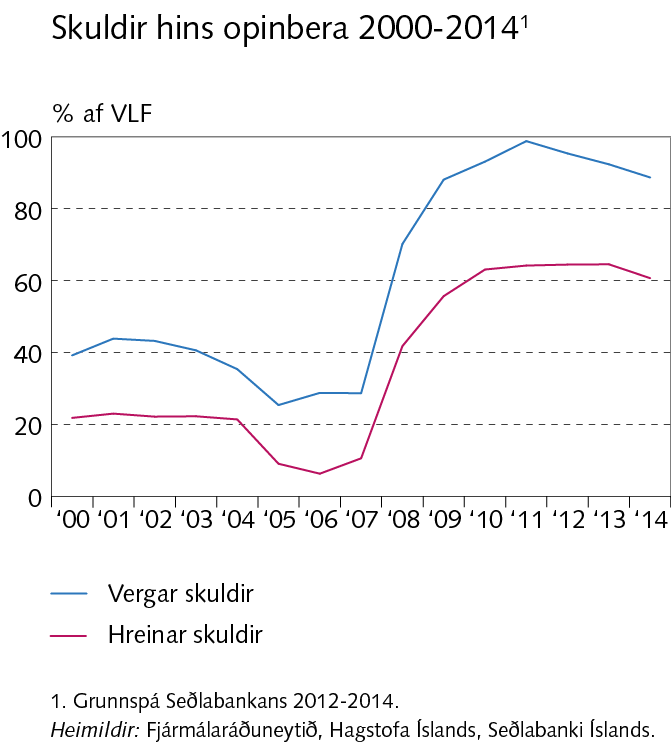 Skuldir hins opinbera 2000-2014¹
% af VLF
100
80
60
40
20
0
‘00 ‘01 ‘02 ‘03 ‘04 ‘05 ‘06 ‘07 ‘08 ‘09 ‘10 ‘11 ‘12 ‘13 ‘14
Vergar skuldir
Hreinar skuldir
1. Grunnspá Seðlabankans 2012-2014.
Heimildir: Fjármálaráðuneytið, Hagstofa Íslands, Seðlabanki Íslands.